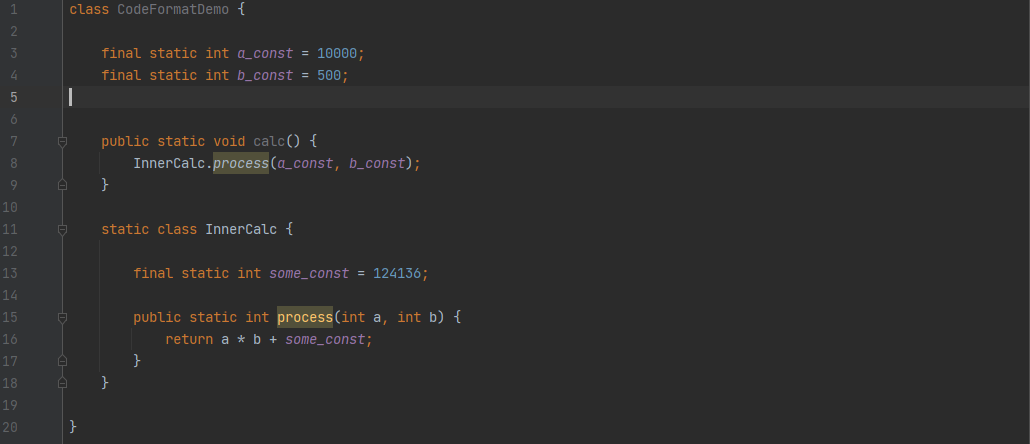 1 class CodeFormatDemo {
2
3 final static int a_const = 10000;
4 final static int b_const = 500;
5
6
7 public static void calc() {
8 InnerCalc.process(a_const, b_const);
9 }
10
11 static class InnerCalc {
12
13 final static int some_const = 124136;
14
15 public static int process(int a, int b) {
16 return a * b + some_const;
17 }
18 }
19
20 }